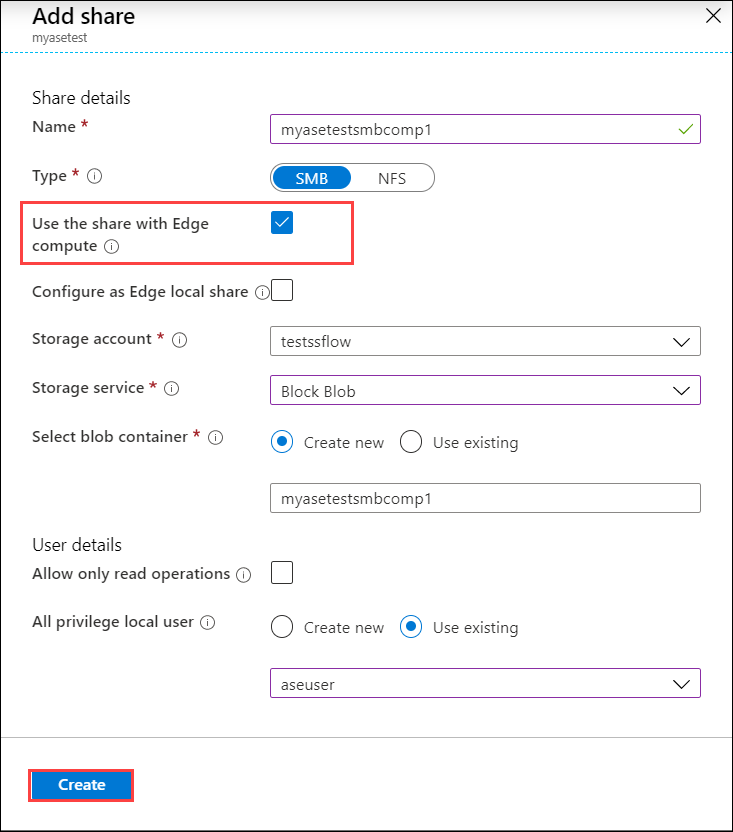 Add share
myasetest
Share details
Name *
myasetestsmbcomp1
Type *
SMB
NFS
Use the share with Edge
compute
Configure as Edge local share
Storage account *
testssflow
Storage service *
Block Blob
Select blob container *
Create new
Use existing
myasetestsmbcomp1
User details
Allow only read operations
All privilege local user
Create new
Use existing
aseuser
Create